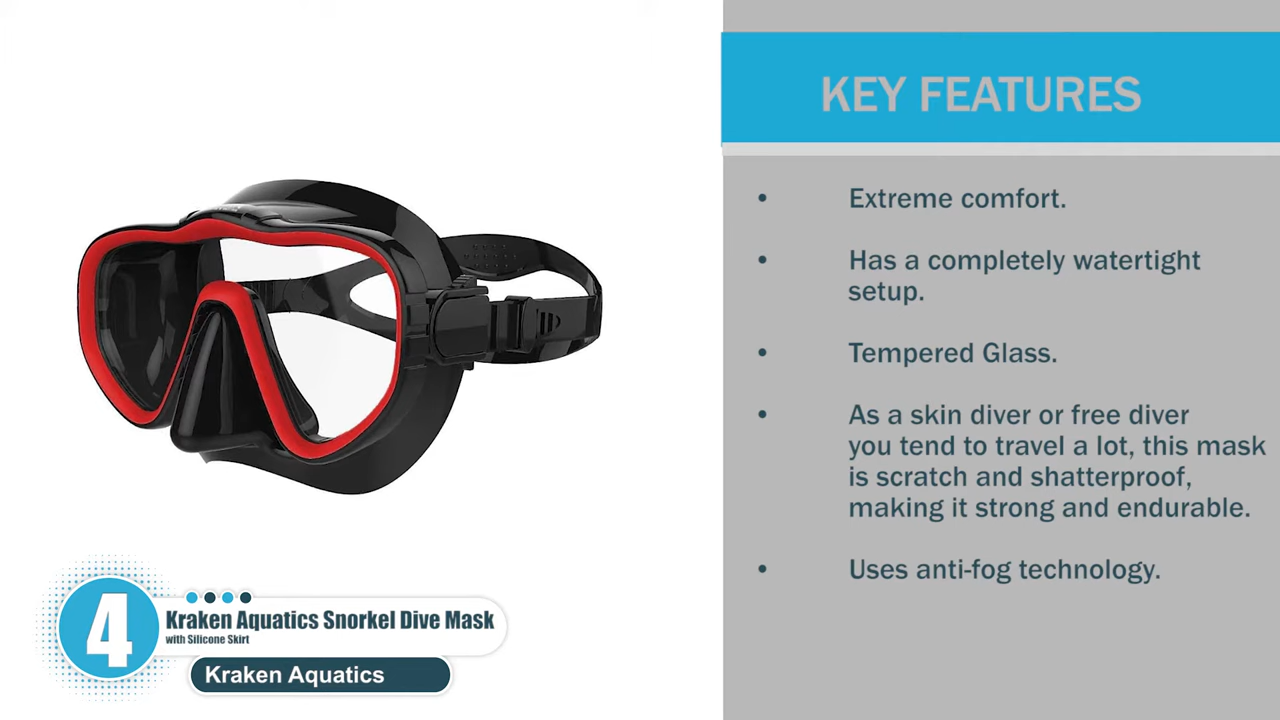 KEY FEATURES
• Extreme comfort.
• Has a completely watertight
setup.
• Tempered Glass.
• As a skin diver or free diver
you tend to travel a lot, this mask
is scratch and shatterproof,
making it strong and endurable.
• Uses anti-fog technology.
4
Kraken Aquatics Snorkel Dive Mask
with Silicone Skirt
Kraken Aquatics